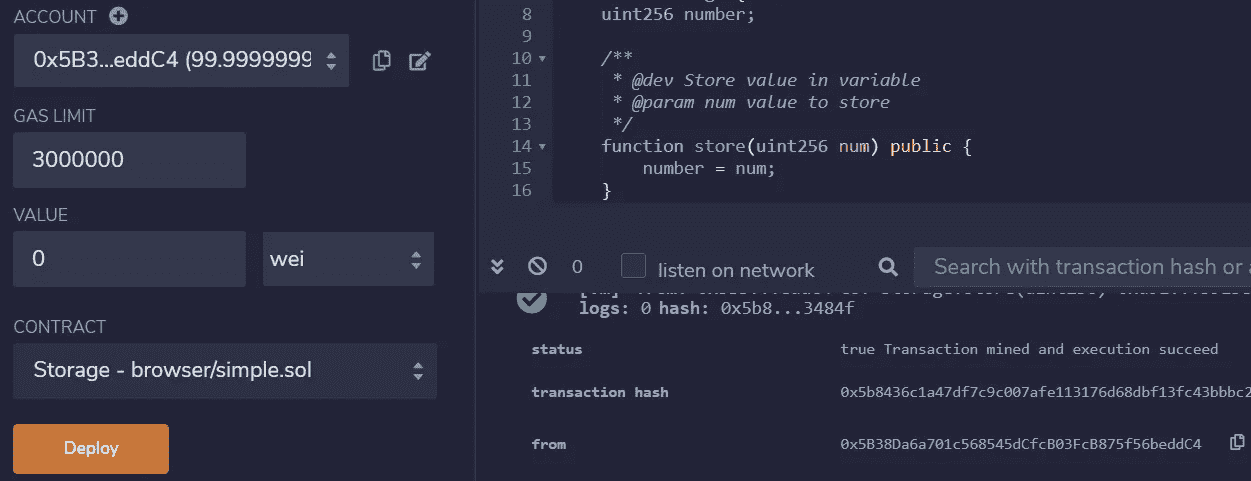 ACCOUNT
0x5B3...eddC4 (99.9999999
GAS LIMIT
3000000
VALUE
0
wei
CONTRACT
Storage - browser/simple.sol
Deploy
8 uint256 number;
9
10 /**
11 * @dev Store value in variable
12 * @param num value to store
13 */
14 function store(uint256 num) public {
15 number = num;
16 }
0
listen on network
Search with transaction hash or a
logs: 0 hash: 0x5b8...3484f
status true Transaction mined and execution succeed
transaction hash 0x5b8436c1a47df7c9c007afe113176d68dbf13fc43bbbc2
from 0x5B38Da6a701c568545dCfcB03FcB875f56beddC4